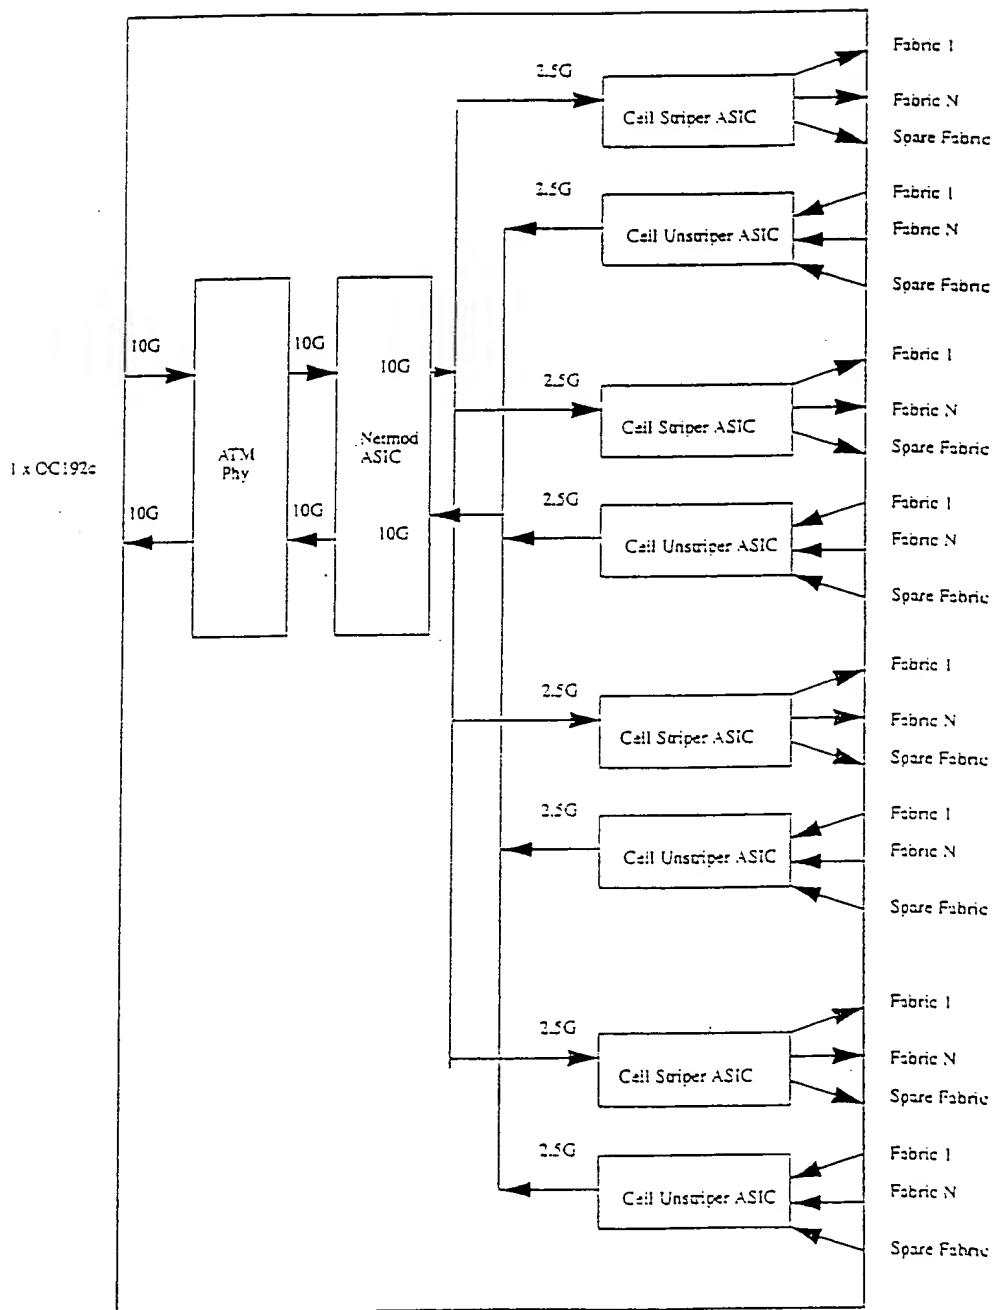 Fabric 1
2.5G
Cell Striper ASIC
Fabric N
Spare Fabric
2.5G
Fabric 1
Cell Unstriper ASIC
Fabric N
Spare Fabric
10G
10G
10G
2.5G
Fabric 1
Cell Striper ASIC
Fabric N
Spare Fabric
1 x OC192c
ATM
Phy
Netmod
ASIC
10G
10G
10G
2.5G
Fabric 1
Cell Unstriper ASIC
Fabric N
Spare Fabric
2.5G
Fabric 1
Cell Striper ASIC
Fabric N
Spare Fabric
2.5G
Fabric 1
Cell Unstriper ASIC
Fabric N
Spare Fabric
2.5G
Fabric 1
Cell Striper ASIC
Fabric N
Spare Fabric
2.5G
Fabric 1
Cell Unstriper ASIC
Fabric N
Spare Fabric